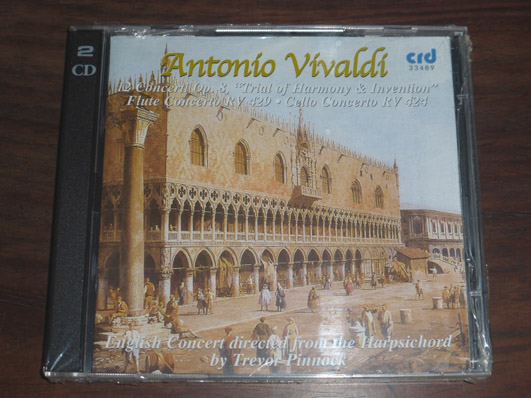 2
CD
Antonio Vivaldi
crd
33489
12 Concerti Op. 8, "Trial of Harmony & Invention"
Flute Concerto RV 429 · Cello Concerto RV 424
English Concert directed from the Harpsichord
by Trevor Pinnock